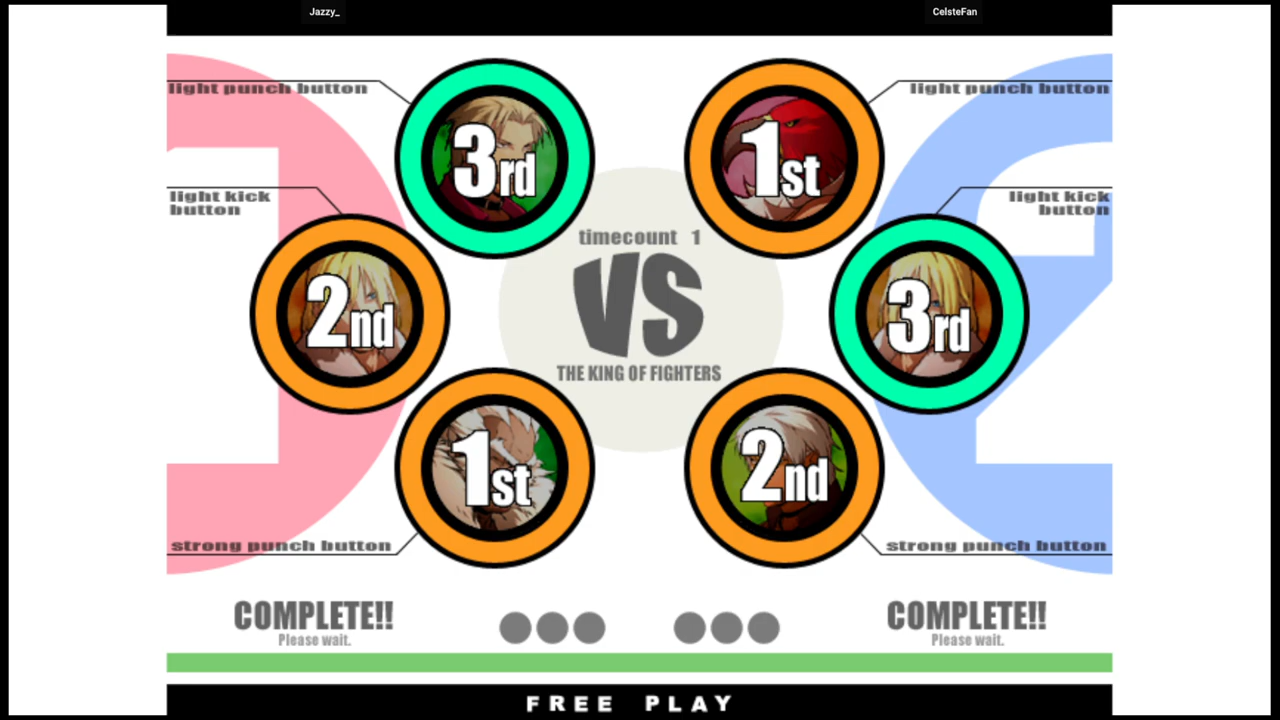 Jazzy_
CelsteFan
light punch button
light punch button
3rd
1st
light kick
button
light kick
button
timecount 1
VS
THE KING OF FIGHTERS
2nd
3rd
1st
2nd
strong punch button
strong punch button
COMPLETE!!
Please wait.
COMPLETE!!
Please wait.
FREE PLAY